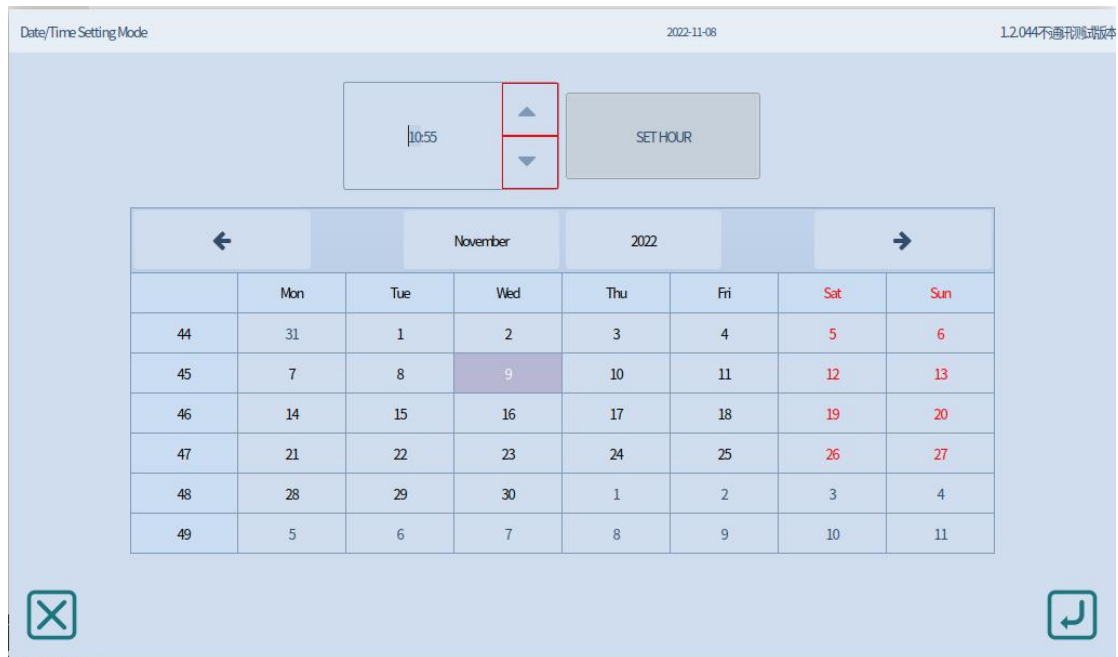 Date/Time Setting Mode 2022-11-08 1.2.044不通讯测试版本
10:55 SET HOUR
November 2022
Mon Tue Wed Thu Fri Sat Sun
44 31 1 2 3 4 5 6
45 7 8 9 10 11 12 13
46 14 15 16 17 18 19 20
47 21 22 23 24 25 26 27
48 28 29 30 1 2 3 4
49 5 6 7 8 9 10 11